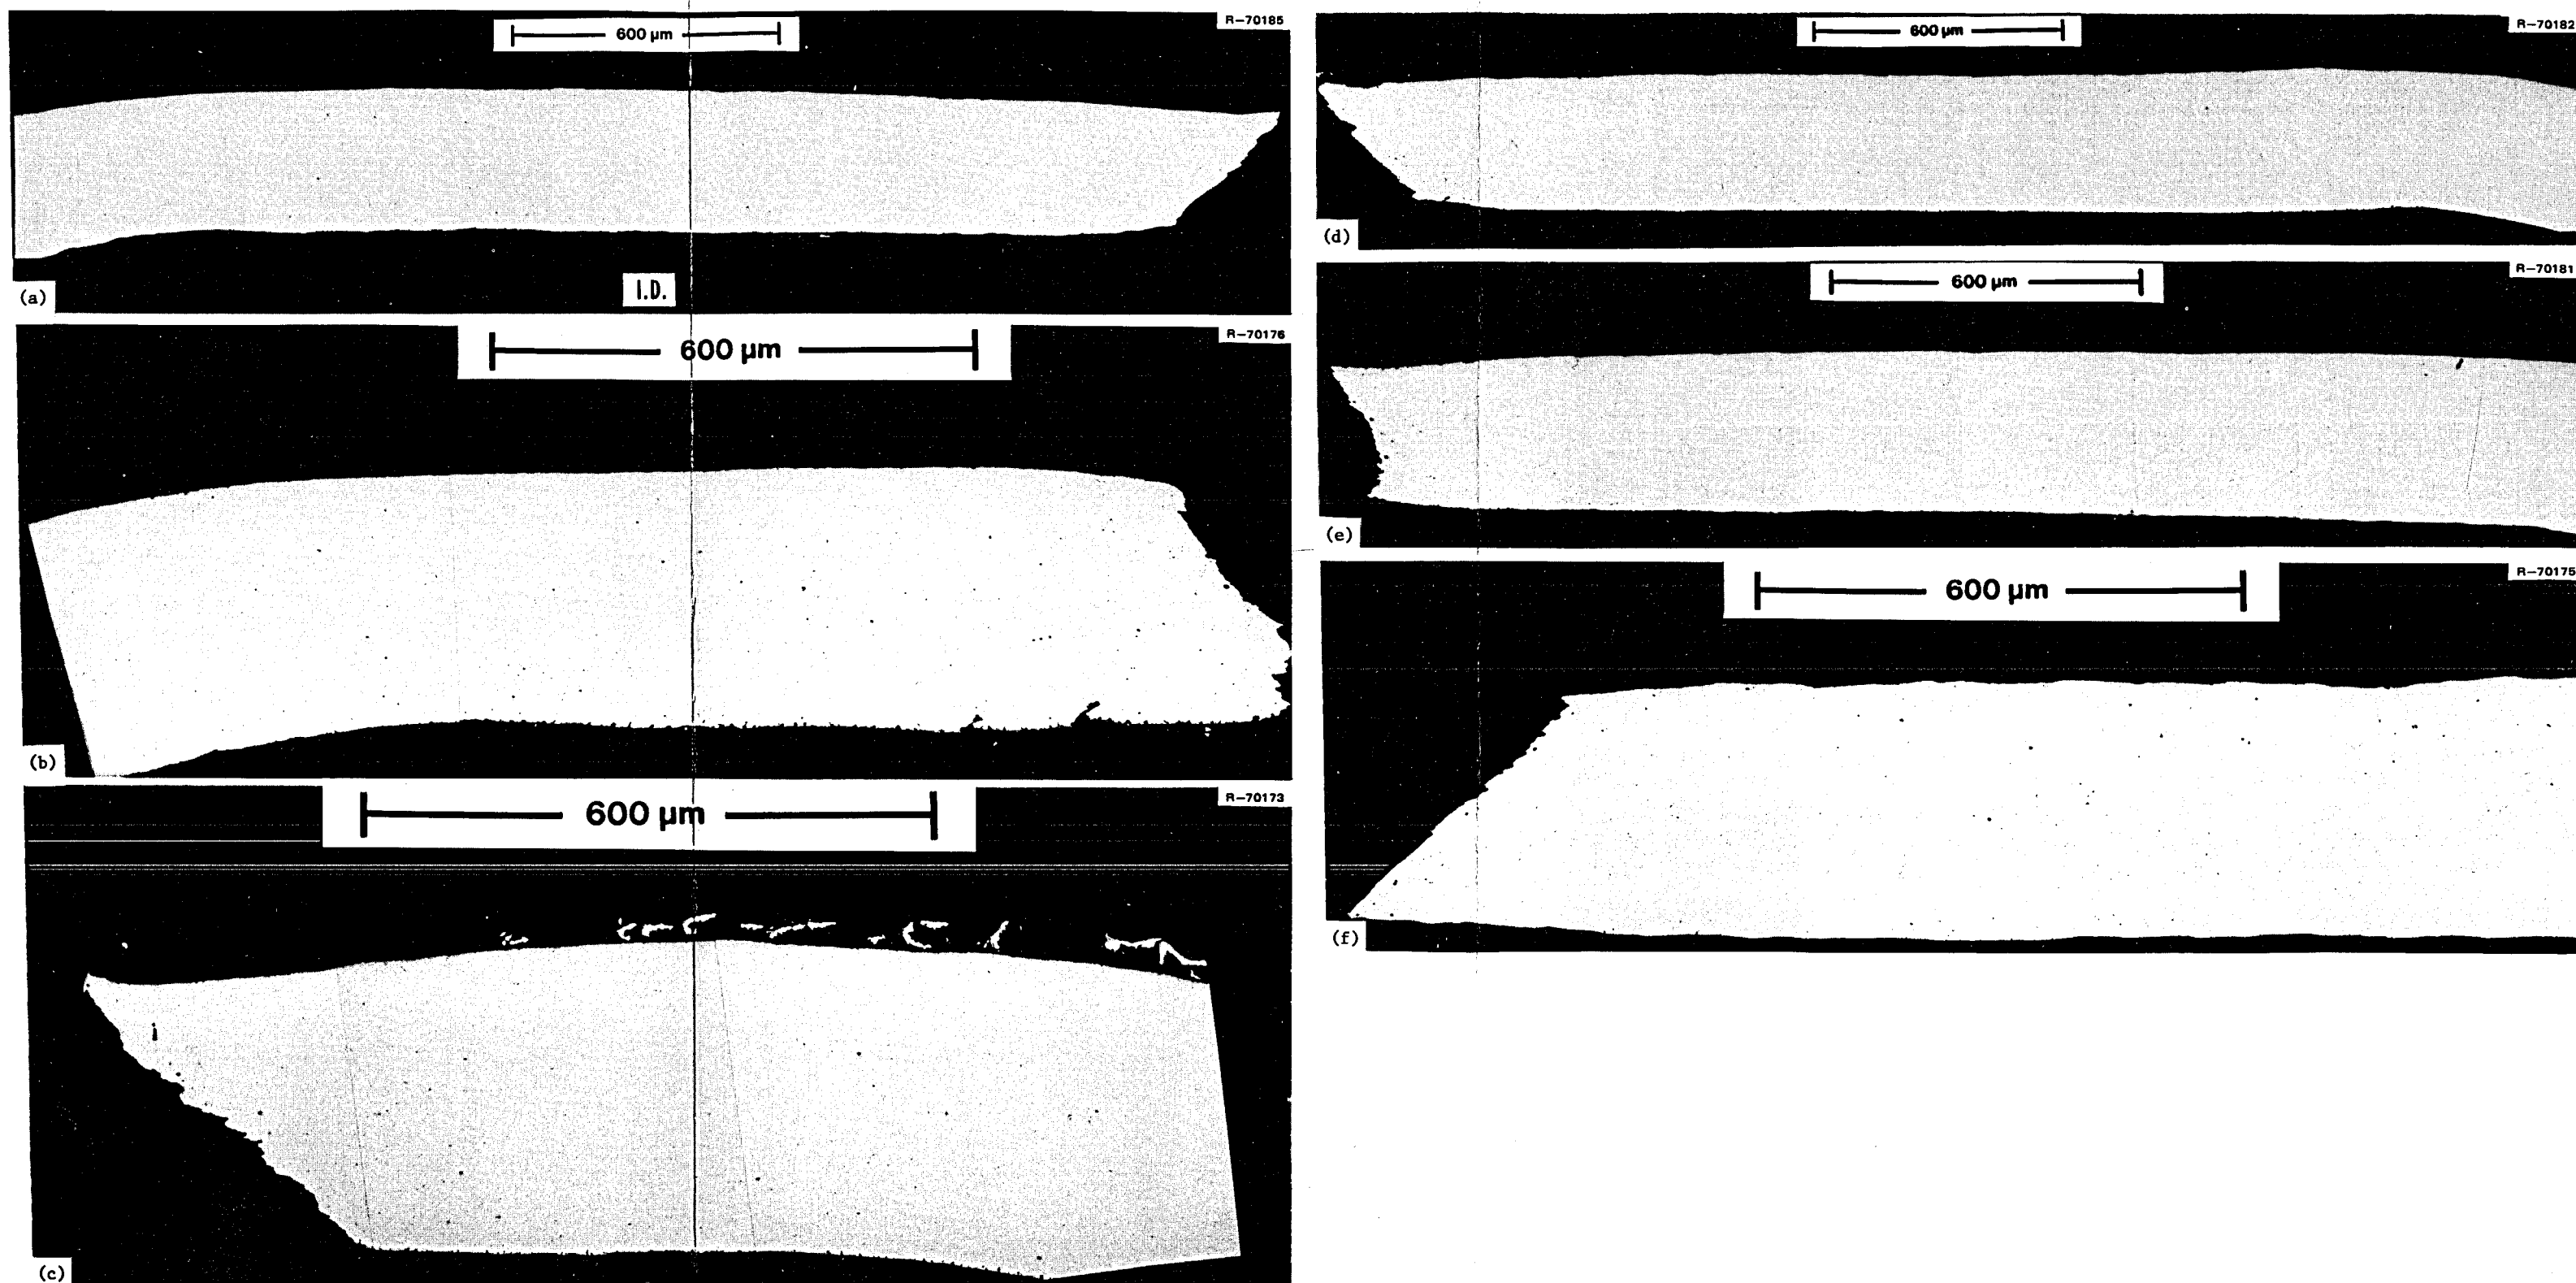 R-70185
600 µm
(a)
I.D.
R-70176
600 µm
(b)
R-70173
600 µm
(c)
R-70182
600 µm
(d)
R-70181
600 µm
(e)
R-70175
600 µm
(f)